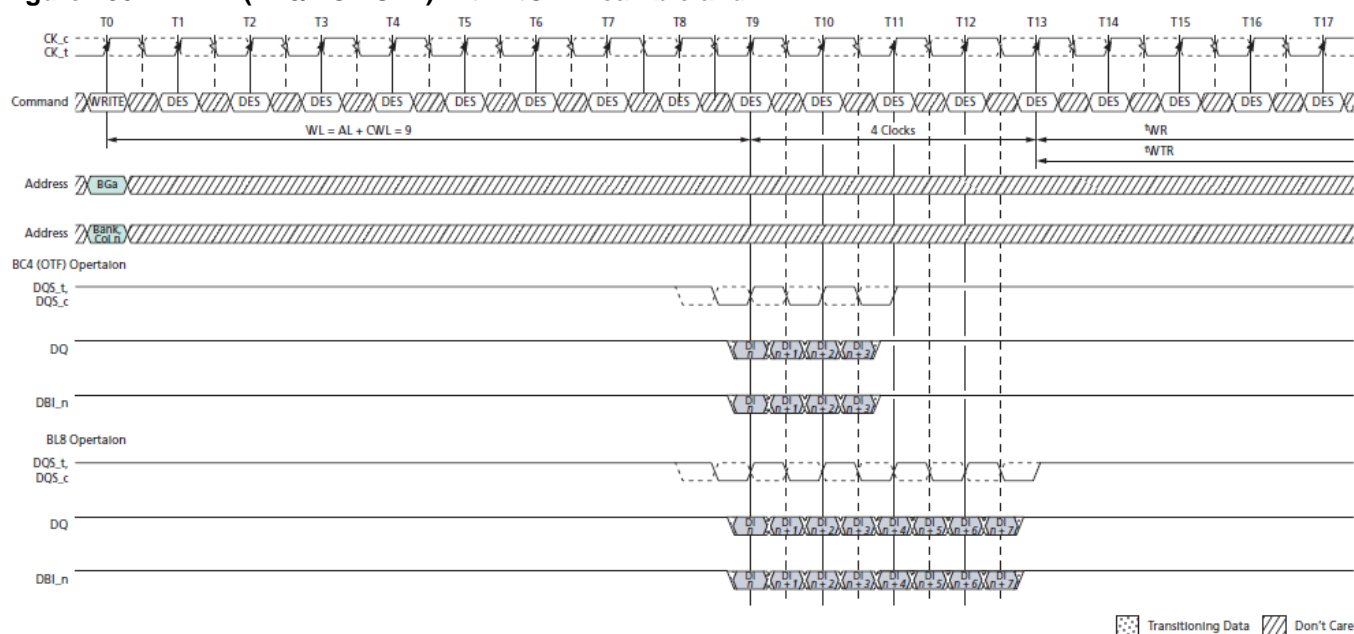 T0 T1 T2 T3 T4 T5 T6 T7 T8 T9 T10 T11 T12 T13 T14 T15 T16 T17
CK_c
CK_t
Command WRITE DES DES DES DES DES DES DES DES DES DES DES DES DES DES DES DES DES
WL = AL + CWL = 9 4 Clocks tWR
tWTR
Address BGa
Address Bank,
Col n
BC4 (OTF) Opertaion
DQS_t,
DQS_c
DQ DI n DI n + 1 DI n + 2 DI n + 3
DBI_n DI n DI n + 1 DI n + 2 DI n + 3
BL8 Opertaion
DQS_t,
DQS_c
DQ DI n DI n + 1 DI n + 2 DI n + 3 DI n + 4 DI n + 5 DI n + 6 DI n + 7
DBI_n DI n DI n + 1 DI n + 2 DI n + 3 DI n + 4 DI n + 5 DI n + 6 DI n + 7
Transitioning Data Don't Care